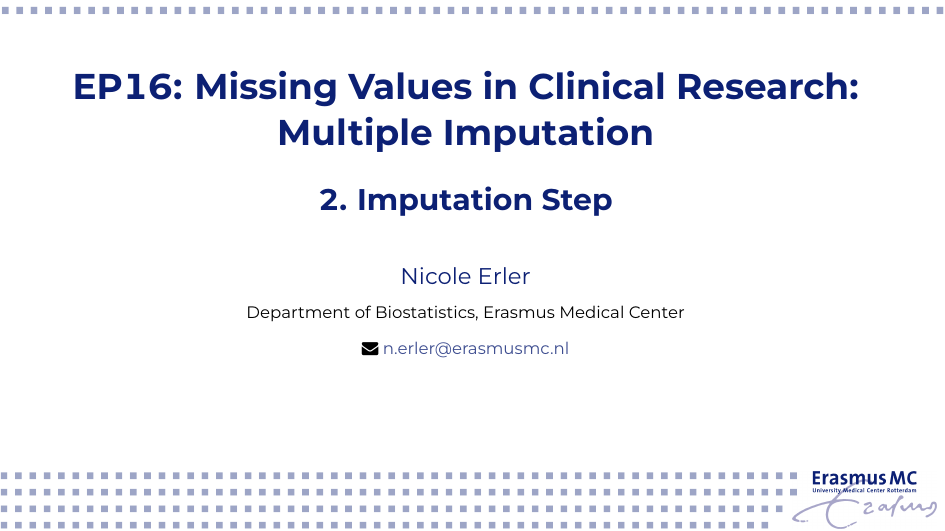 EP16: Missing Values in Clinical Research:
Multiple Imputation
2. Imputation Step
Nicole Erler
Department of Biostatistics, Erasmus Medical Center
n.erler@erasmusmc.nl
Erasmus MC
University Medical Center Rotterdam
Erasmus